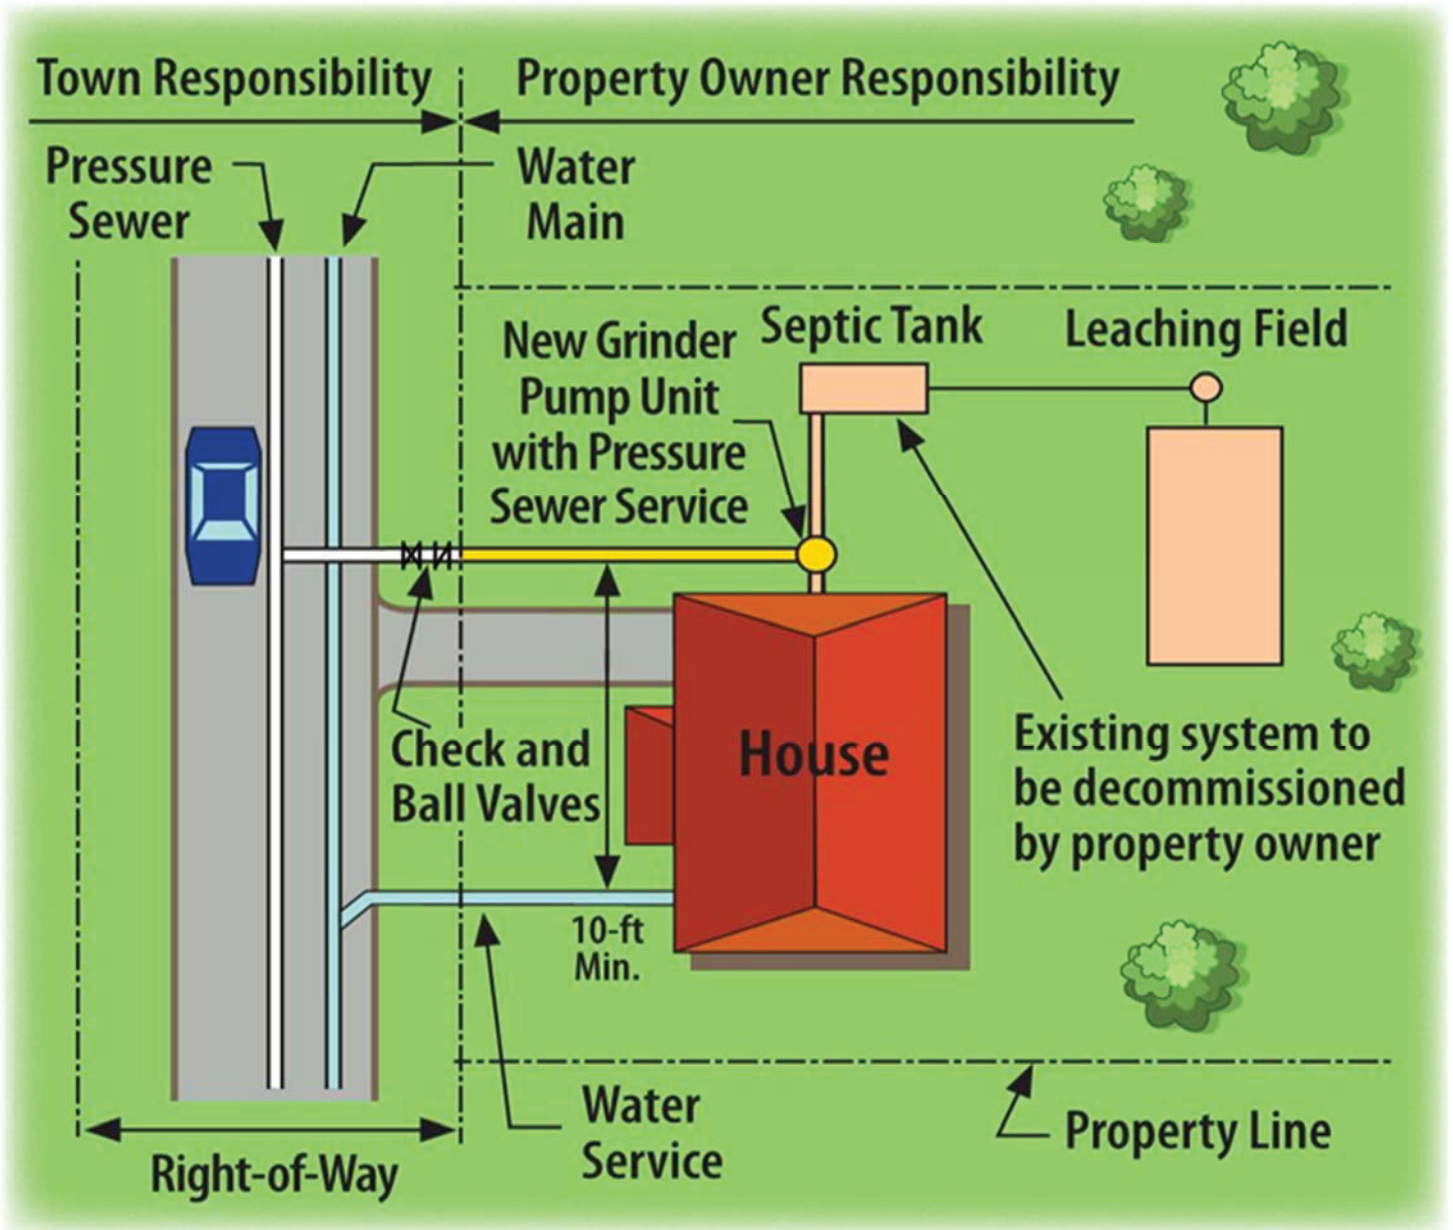 Town Responsibility
Property Owner Responsibility
Pressure
Sewer
Water
Main
New Grinder
Pump Unit
with Pressure
Sewer Service
Septic Tank
Leaching Field
Check and
Ball Valves
House
Existing system to
be decommissioned
by property owner
10-ft
Min.
Water
Service
Property Line
Right-of-Way